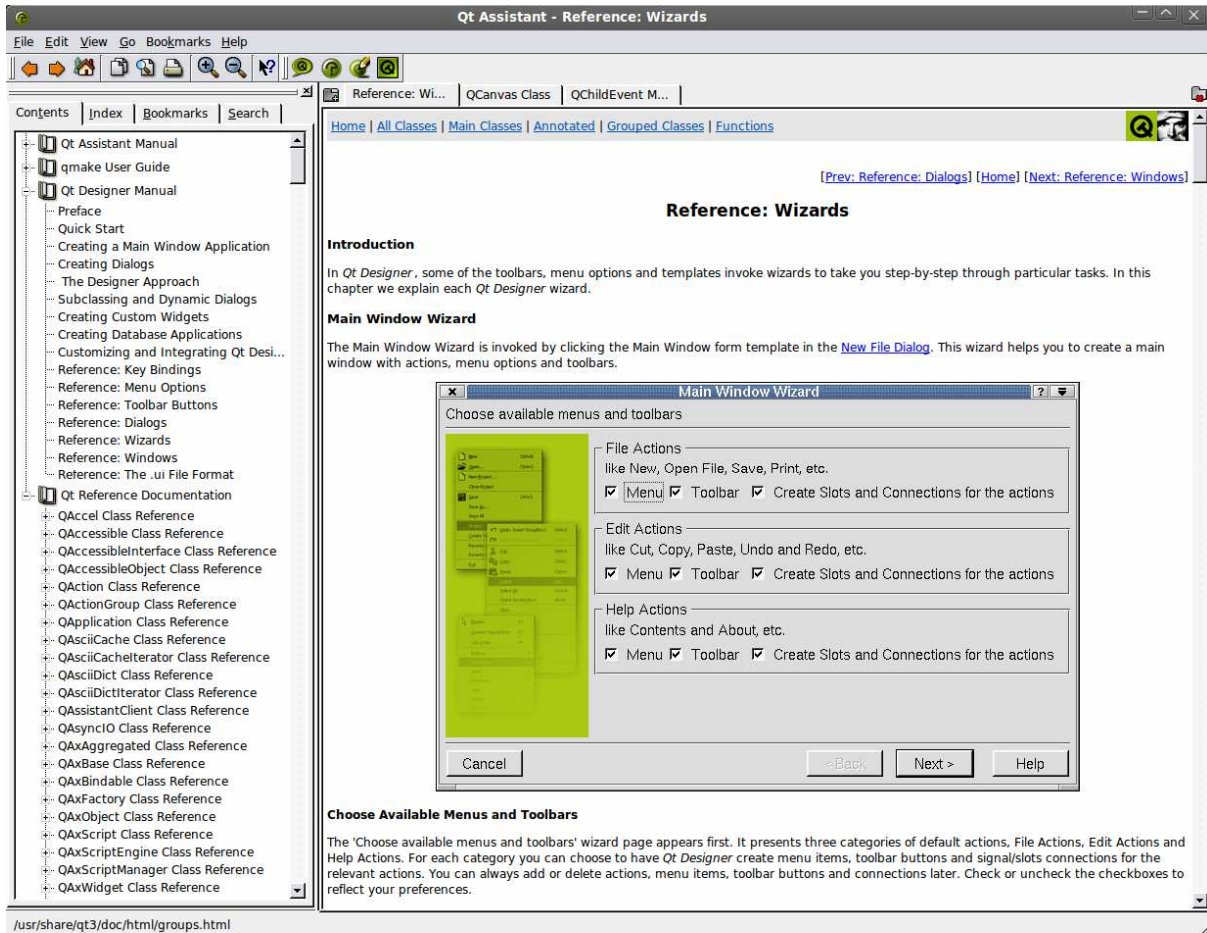 Qt Assistant - Reference: Wizards
File Edit View Go Bookmarks Help
Contents Index Bookmarks Search
Qt Assistant Manual
qmake User Guide
Qt Designer Manual
Preface
Quick Start
Creating a Main Window Application
Creating Dialogs
The Designer Approach
Subclassing and Dynamic Dialogs
Creating Custom Widgets
Creating Database Applications
Customizing and Integrating Qt Desi...
Reference: Key Bindings
Reference: Menu Options
Reference: Toolbar Buttons
Reference: Dialogs
Reference: Wizards
Reference: Windows
Reference: The .ui File Format
Qt Reference Documentation
QAccel Class Reference
QAccessible Class Reference
QAccessibleInterface Class Reference
QAccessibleObject Class Reference
QAction Class Reference
QActionGroup Class Reference
QApplication Class Reference
QAsciiCache Class Reference
QAsciiCacheIterator Class Reference
QAsciiDict Class Reference
QAsciiDictIterator Class Reference
QAssistantClient Class Reference
QAsyncIO Class Reference
QAxAggregated Class Reference
QAxBase Class Reference
QAxBindable Class Reference
QAxFactory Class Reference
QAxObject Class Reference
QAxScript Class Reference
QAxScriptEngine Class Reference
QAxScriptManager Class Reference
QAxWidget Class Reference
Reference: Wi... QCanvas Class QChildEvent M...
Home | All Classes | Main Classes | Annotated | Grouped Classes | Functions
[Prev: Reference: Dialogs] [Home] [Next: Reference: Windows]
Reference: Wizards
Introduction
In Qt Designer, some of the toolbars, menu options and templates invoke wizards to take you step-by-step through particular tasks. In this
chapter we explain each Qt Designer wizard.
Main Window Wizard
The Main Window Wizard is invoked by clicking the Main Window form template in the New File Dialog. This wizard helps you to create a main
window with actions, menu options and toolbars.
Main Window Wizard
Choose available menus and toolbars
File Actions
like New, Open File, Save, Print, etc.
Menu Toolbar Create Slots and Connections for the actions
Edit Actions
like Cut, Copy, Paste, Undo and Redo, etc.
Menu Toolbar Create Slots and Connections for the actions
Help Actions
like Contents and About, etc.
Menu Toolbar Create Slots and Connections for the actions
Cancel < Back Next > Help
Choose Available Menus and Toolbars
The 'Choose available menus and toolbars' wizard page appears first. It presents three categories of default actions, File Actions, Edit Actions and
Help Actions. For each category you can choose to have Qt Designer create menu items, toolbar buttons and signal/slots connections for the
relevant actions. You can always add or delete actions, menu items, toolbar buttons and connections later. Check or uncheck the checkboxes to
reflect your preferences.
/usr/share/qt3/doc/html/groups.html